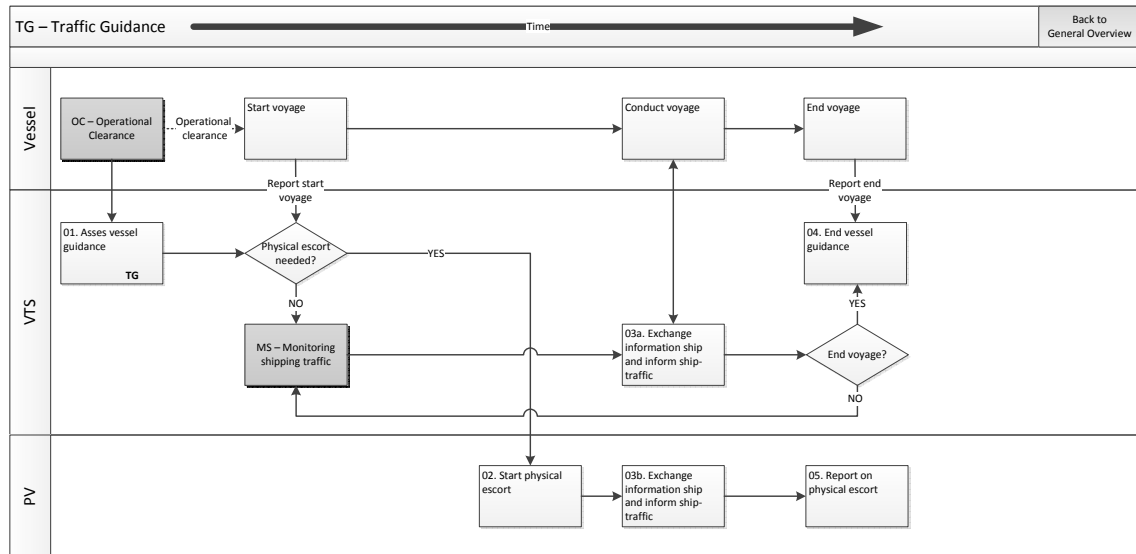 TG – Traffic Guidance
Time
Back to
General Overview
Vessel
OC – Operational
Clearance
Operational
clearance
Start voyage
Conduct voyage
End voyage
Report start
voyage
Report end
voyage
VTS
01. Asses vessel
guidance
TG
Physical escort
needed?
YES
NO
MS – Monitoring
shipping traffic
03a. Exchange
information ship
and inform ship-
traffic
04. End vessel
guidance
YES
End voyage?
NO
PV
02. Start physical
escort
03b. Exchange
information ship
and inform ship-
traffic
05. Report on
physical escort